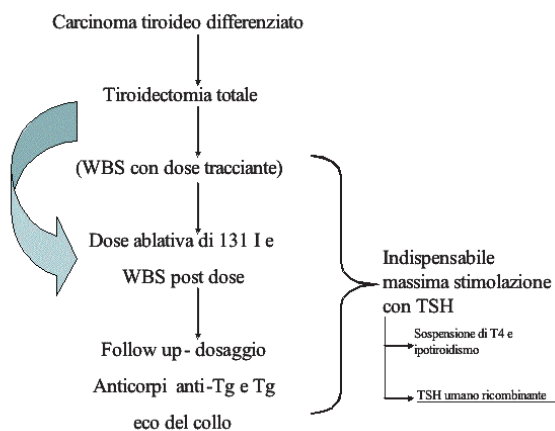 Carcinoma tiroideo differenziato
Tiroidectomia totale
(WBS con dose tracciante)
Dose ablativa di 131 I e
WBS post dose
Follow up - dosaggio
Anticorpi anti-Tg e Tg
eco del collo
Indispensabile
massima stimolazione
con TSH
Sospensione di T4 e
ipotiroidismo
TSH umano ricombinante